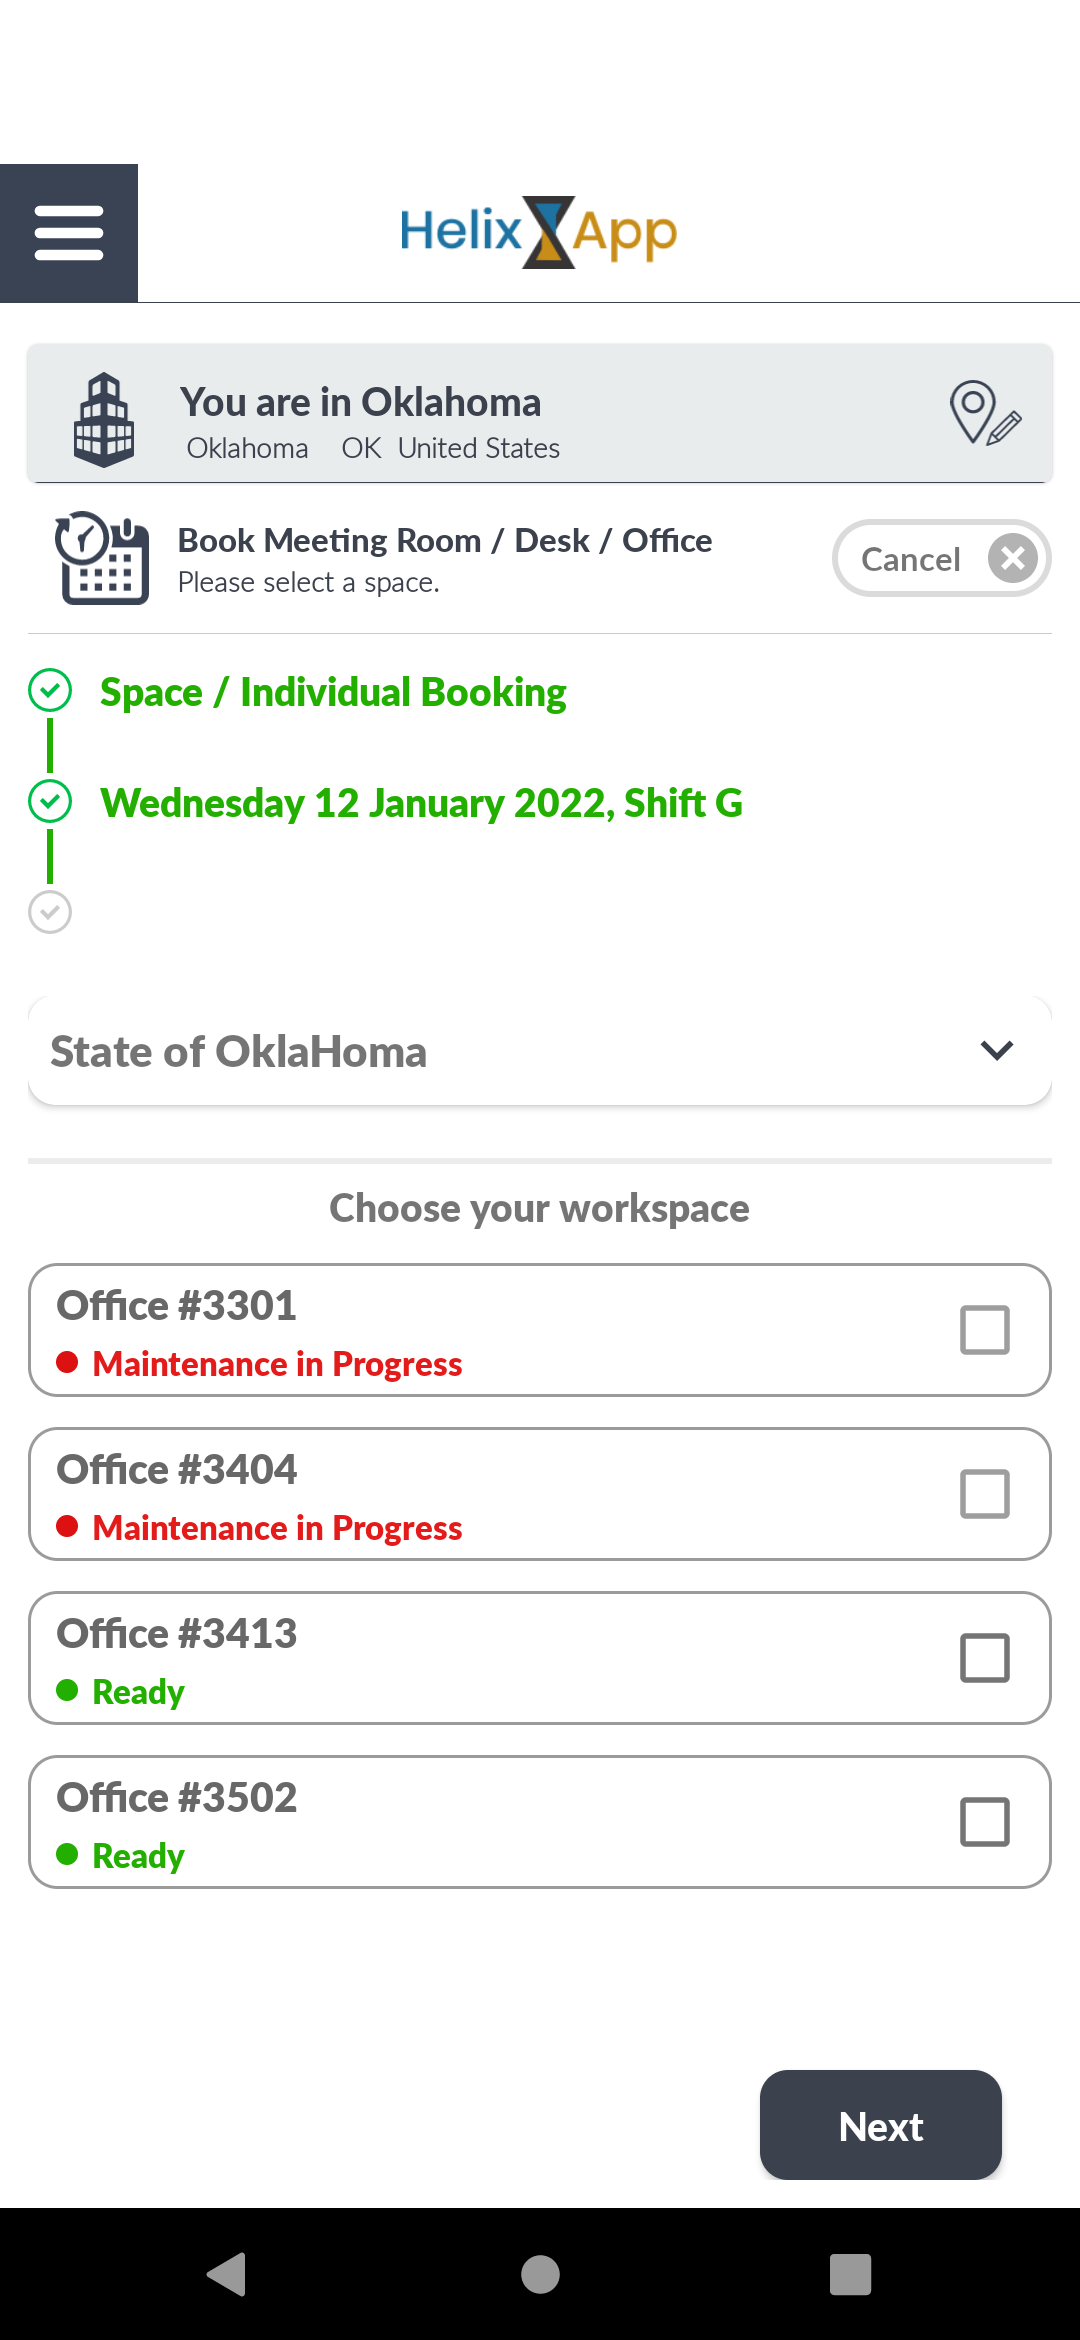 Helix App
You are in Oklahoma
Oklahoma OK United States
Book Meeting Room / Desk / Office
Please select a space.
Cancel
Space / Individual Booking
Wednesday 12 January 2022, Shift G
State of OklaHoma
Choose your workspace
Office #3301
Maintenance in Progress
Office #3404
Maintenance in Progress
Office #3413
Ready
Office #3502
Ready
Next